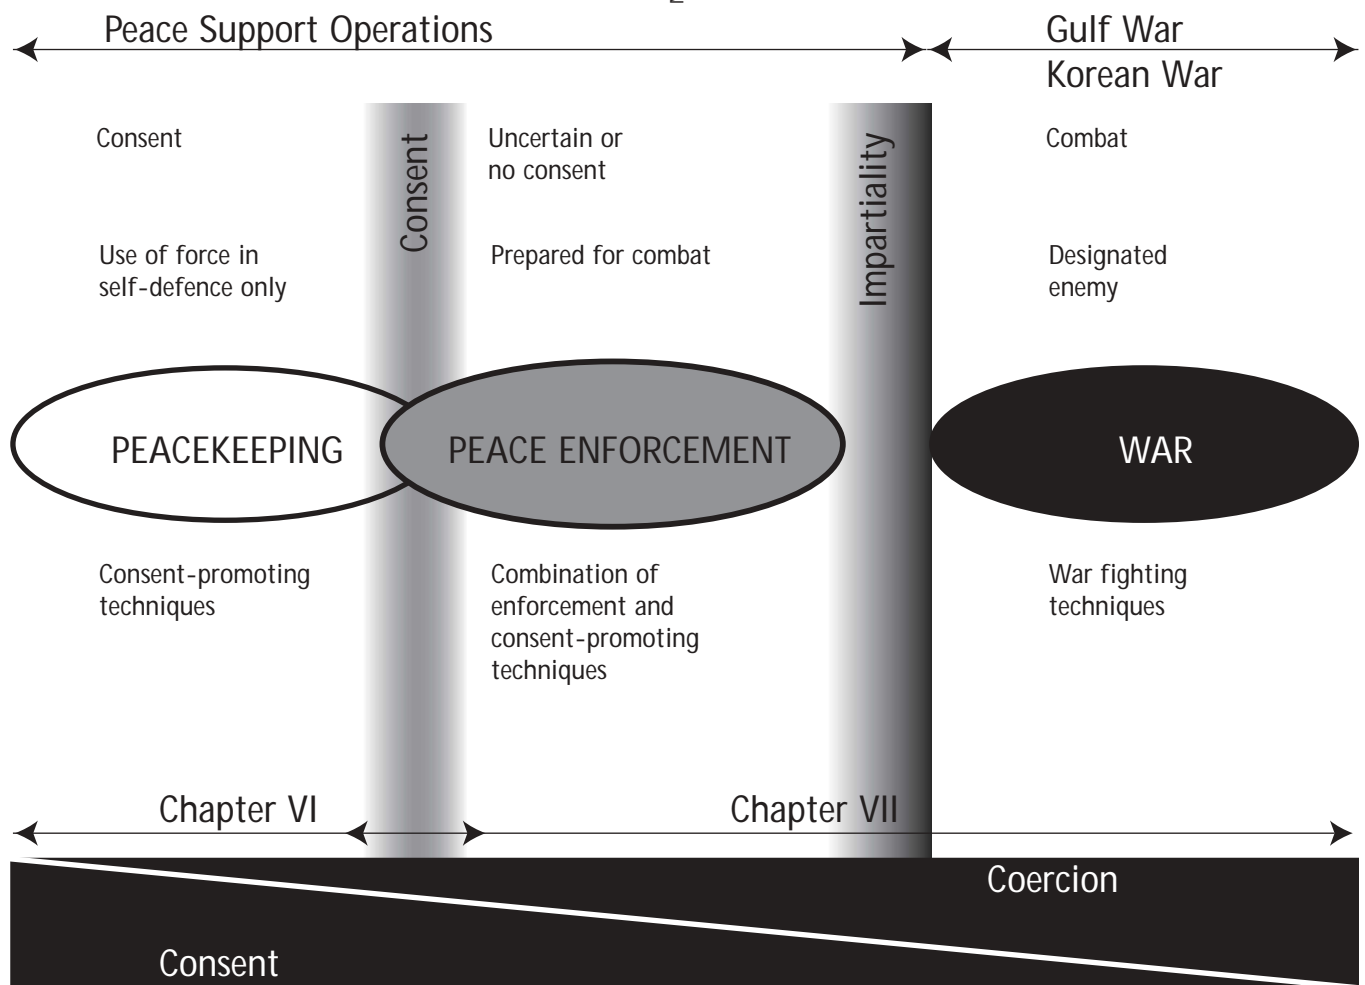 2
Peace Support Operations
Gulf War
Korean War
Consent
Uncertain or
no consent
Combat
Consent
Impartiality
Use of force in
self-defence only
Prepared for combat
Designated
enemy
PEACEKEEPING
PEACE ENFORCEMENT
WAR
Consent-promoting
techniques
Combination of
enforcement and
consent-promoting
techniques
War fighting
techniques
Chapter VI
Chapter VII
Coercion
Consent